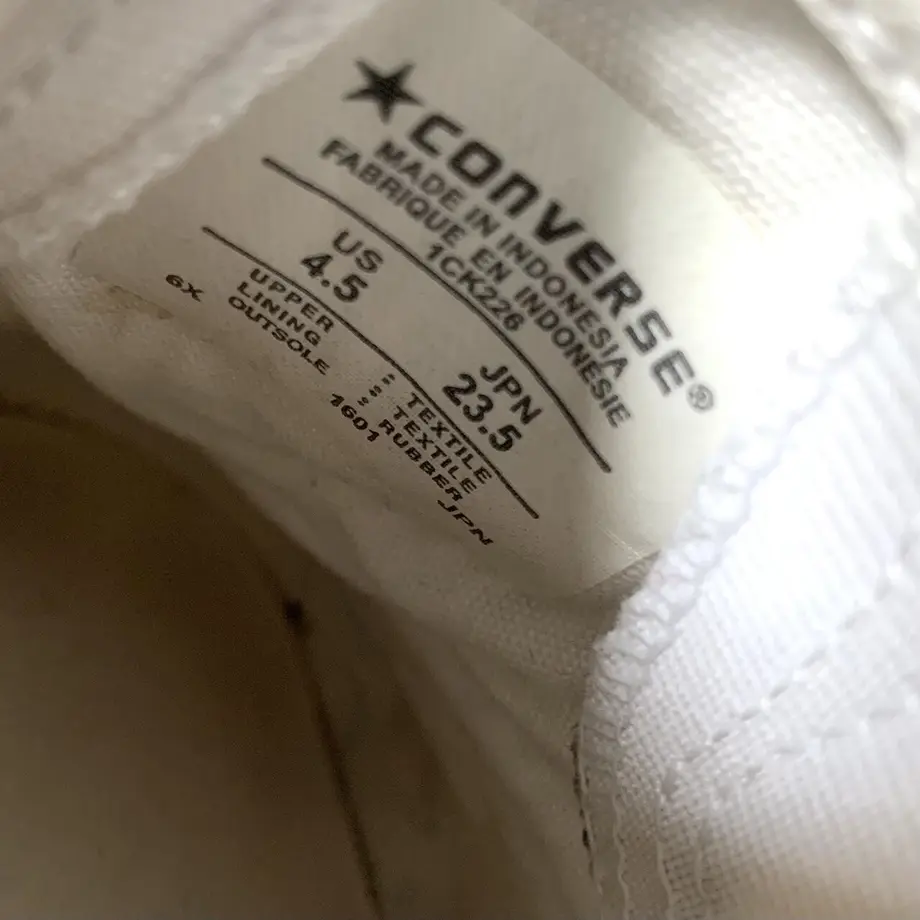 ★ CONVERSE®
MADE IN INDONESIA
FABRIQUE EN INDONESIE
1CK226
US JPN
4.5 23.5
UPPER : TEXTILE
LINING : TEXTILE
OUTSOLE : RUBBER
6X 1601 JPN